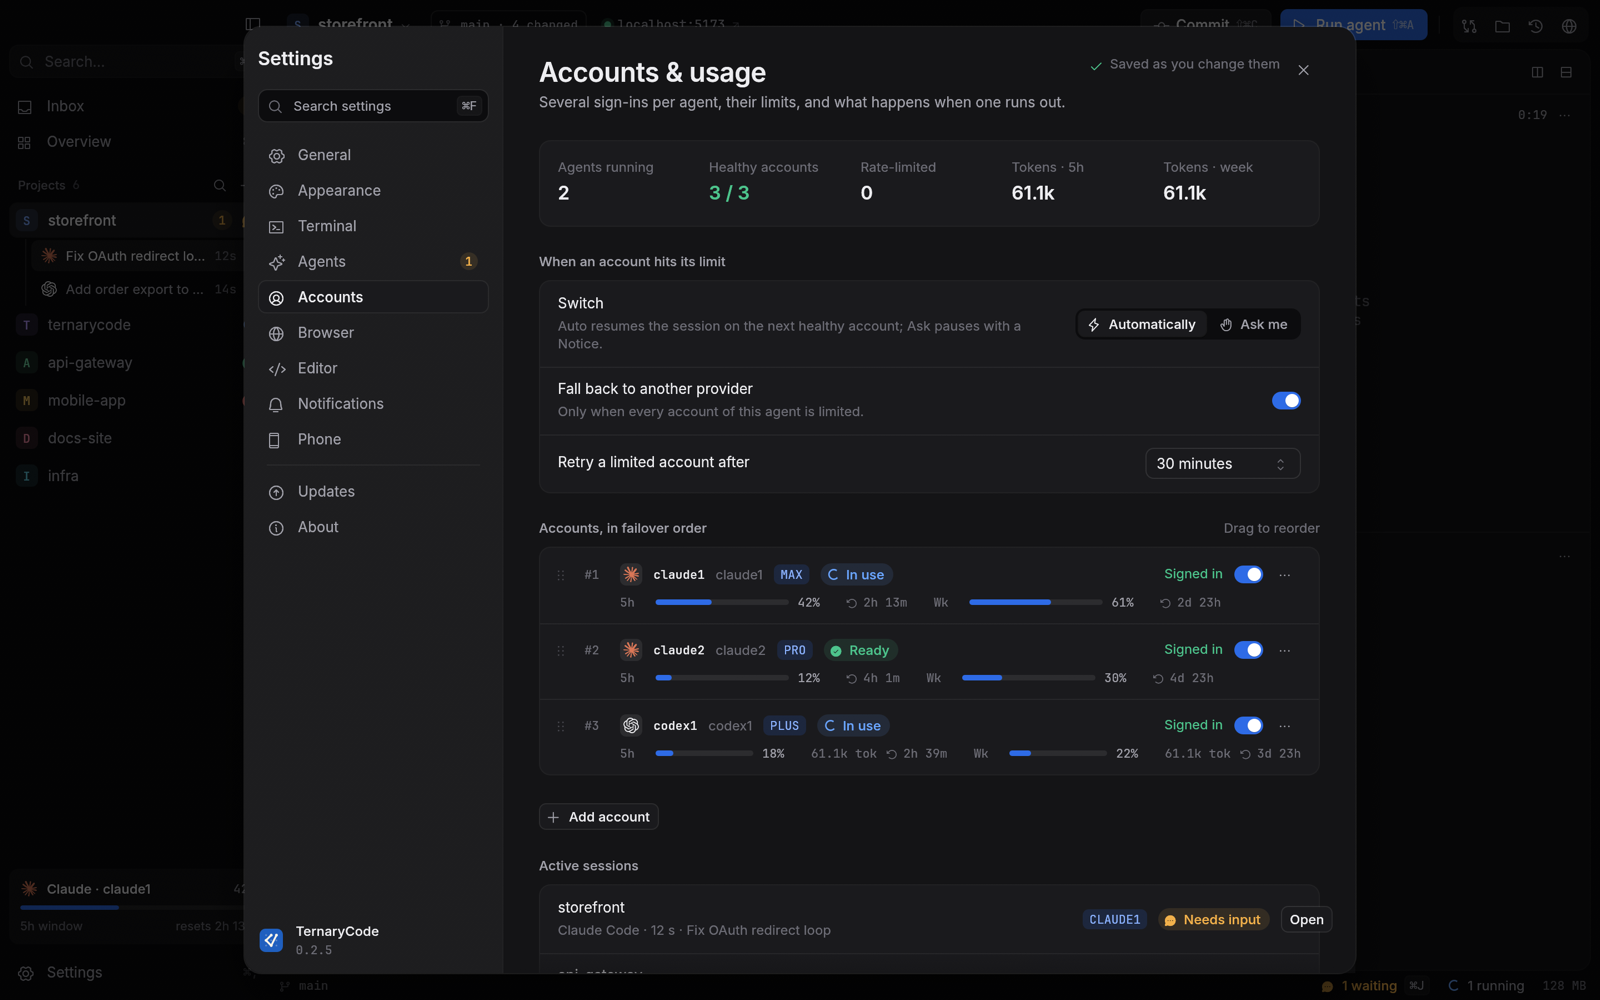 storefront
main · 4 changed
localhost:5173
Commit ⇧⌘C
Run agent ⇧⌘A
Search...
Inbox
Overview
Projects 6
S storefront 1
Fix OAuth redirect lo... 12s
Add order export to ... 14s
T ternarycode
A api-gateway
M mobile-app
D docs-site
I infra
Claude · claude1 42
5h window resets 2h 13
Settings
Settings
Search settings ⌘F
General
Appearance
Terminal
Agents 1
Accounts
Browser
Editor
Notifications
Phone
Updates
About
TernaryCode
0.2.5
Accounts & usage
Saved as you change them
Several sign-ins per agent, their limits, and what happens when one runs out.
Agents running
2
Healthy accounts
3 / 3
Rate-limited
0
Tokens · 5h
61.1k
Tokens · week
61.1k
When an account hits its limit
Switch
Auto resumes the session on the next healthy account; Ask pauses with a
Notice.
Automatically
Ask me
Fall back to another provider
Only when every account of this agent is limited.
Retry a limited account after
30 minutes
Accounts, in failover order
Drag to reorder
#1 claude1 claude1 MAX In use Signed in ...
5h 42% 2h 13m Wk 61% 2d 23h
#2 claude2 claude2 PRO Ready Signed in ...
5h 12% 4h 1m Wk 30% 4d 23h
#3 codex1 codex1 PLUS In use Signed in ...
5h 18% 61.1k tok 2h 39m Wk 22% 61.1k tok 3d 23h
Add account
Active sessions
storefront
Claude Code · 12 s · Fix OAuth redirect loop
CLAUDE1
Needs input
Open
api-gateway
0:19 ...
main
1 waiting ⌘J
1 running
128 MB